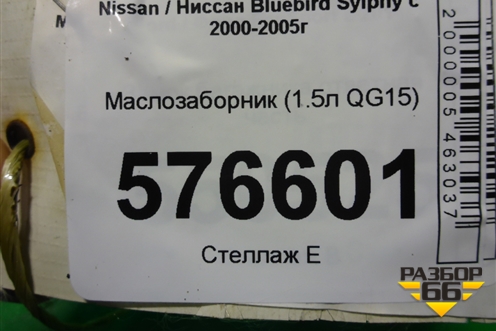 Nissan / Ниссан Bluebird Sylphy с
2000-2005г
Маслозаборник (1.5л QG15)
576601
Стеллаж Е
2000005463037
РАЗБОР
66